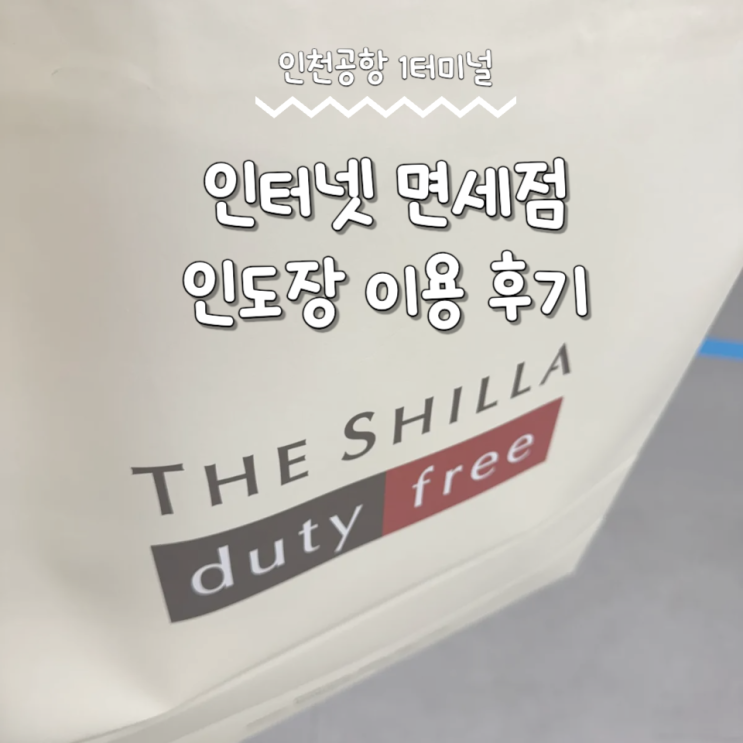 인천공항 1터미널
인터넷 면세점
인도장 이용 후기
THE SHILLA
duty free